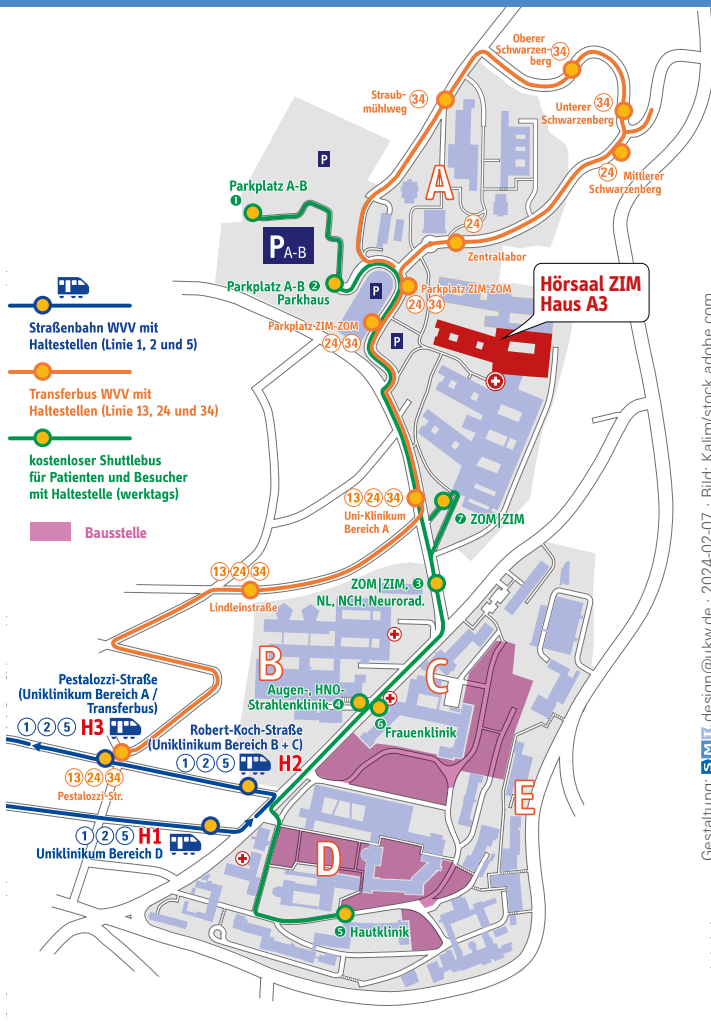 Oberer
Schwarzen-
berg
34
Straub-
mühlweg
34
Unterer
Schwarzenberg
34
24
Mittlerer
Schwarzenberg
A
24
Zentrallabor
P
Parkplatz A-B
1
P A-B
Parkplatz A-B 2
Parkhaus
P
Parkplatz ZIM-ZOM
24 34
Hörsaal ZIM
Haus A3
Parkplatz ZIM-ZOM
24 34
P
Straßenbahn WVV mit
Haltestellen (Linie 1, 2 und 5)
Transferbus WVV mit
Haltestellen (Linie 13, 24 und 34)
kostenloser Shuttlebus
für Patienten und Besucher
mit Haltestelle (werktags)
Baustelle
13 24 34
Uni-Klinikum
Bereich A
7 ZOM|ZIM
13 24 34
Lindleinstraße
ZOM|ZIM, 3
NL, NCH, Neurorad.
B
C
Augen-, HNO-
Strahlenklinik 4
6
Frauenklinik
Pestalozzi-Straße
(Uniklinikum Bereich A /
Transferbus)
1 2 5 H3
Robert-Koch-Straße
(Uniklinikum Bereich B + C)
1 2 5 H2
13 24 34
Pestalozzi-Str.
E
1 2 5 H1
Uniklinikum Bereich D
D
5 Hautklinik
Gestaltung: SMI design@ukw.de · 2024-02-07 · Bild: Kalim/stock.adobe.com